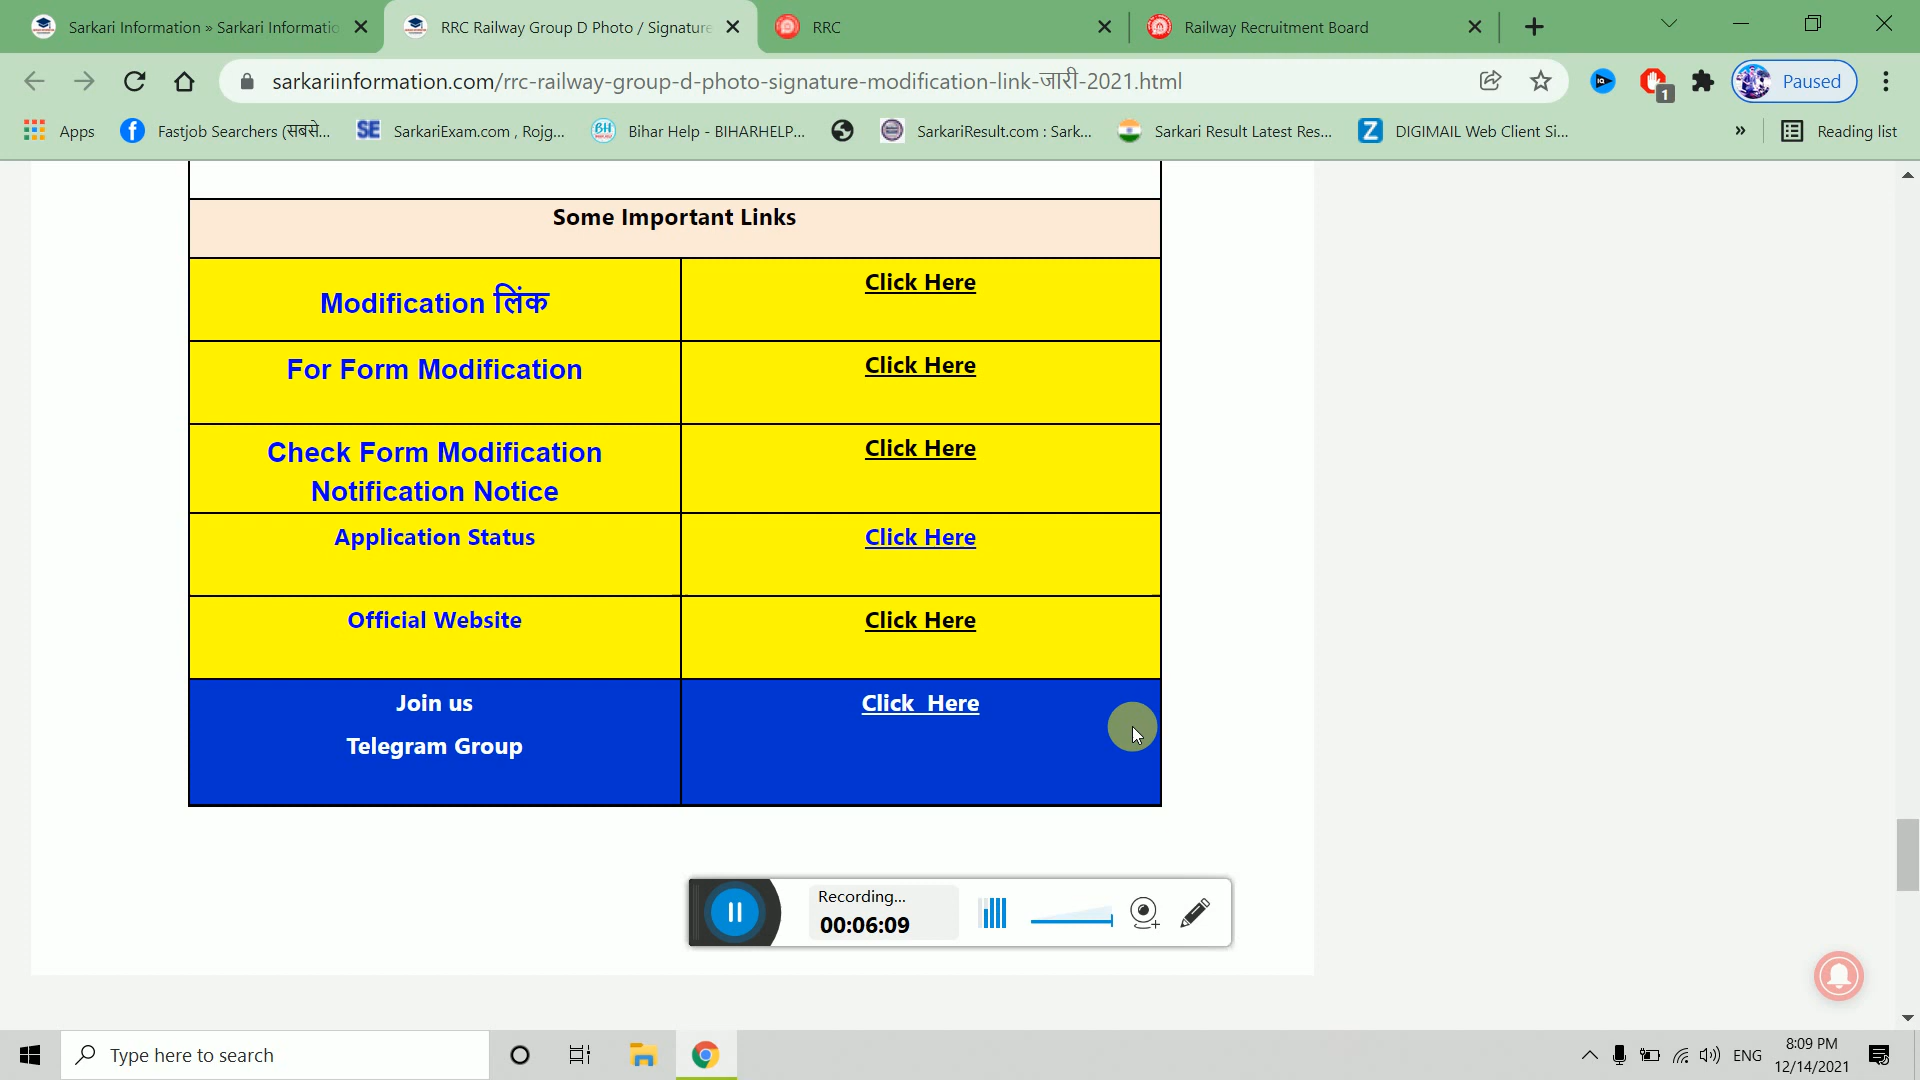 Sarkari Information » Sarkari Informatio
RRC Railway Group D Photo / Signature
RRC
Railway Recruitment Board
sarkariinformation.com/rrc-railway-group-d-photo-signature-modification-link-जारी-2021.html
1
Paused
Apps
Fastjob Searchers (सबसे...
SE
SarkariExam.com , Rojg...
BH
Bihar Help - BIHARHELP...
SarkariResult.com : Sark...
Sarkari Result Latest Res...
Z
DIGIMAIL Web Client Si...
»
Reading list
Some Important Links
Modification लिंक
Click Here
For Form Modification
Click Here
Check Form Modification
Notification Notice
Click Here
Application Status
Click Here
Official Website
Click Here
Join us
Telegram Group
Click Here
Recording...
00:06:09
Type here to search
ENG
8:09 PM
12/14/2021